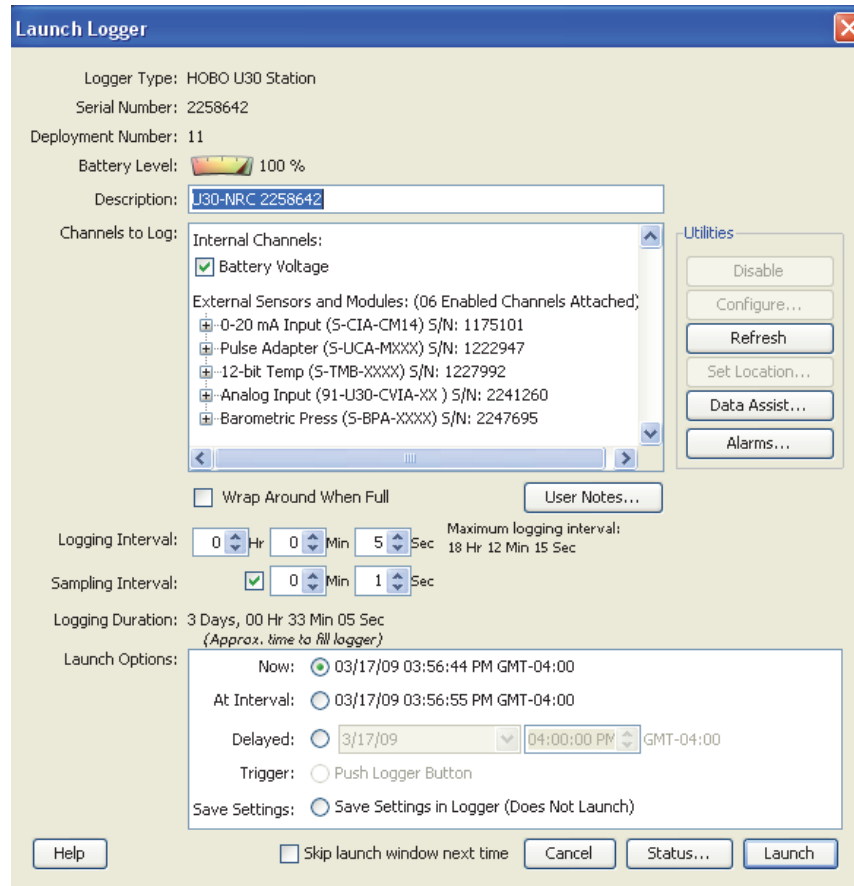 Launch Logger
Logger Type: HOBO U30 Station
Serial Number: 2258642
Deployment Number: 11
Battery Level: 100 %
Description: U30-NRC 2258642
Channels to Log: Internal Channels:
Battery Voltage
External Sensors and Modules: (06 Enabled Channels Attached)
0-20 mA Input (S-CIA-CM14) S/N: 1175101
Pulse Adapter (S-UCA-MXXX) S/N: 1222947
12-bit Temp (S-TMB-XXXX) S/N: 1227992
Analog Input (91-U30-CVIA-XX ) S/N: 2241260
Barometric Press (S-BPA-XXXX) S/N: 2247695
Utilities
Disable
Configure...
Refresh
Set Location...
Data Assist...
Alarms...
Wrap Around When Full
User Notes...
Logging Interval: 0 Hr 0 Min 5 Sec
Maximum logging interval:
18 Hr 12 Min 15 Sec
Sampling Interval: 0 Min 1 Sec
Logging Duration: 3 Days, 00 Hr 33 Min 05 Sec
(Approx. time to fill logger)
Launch Options:
Now: 03/17/09 03:56:44 PM GMT-04:00
At Interval: 03/17/09 03:56:55 PM GMT-04:00
Delayed: 3/17/09 04:00:00 PM GMT-04:00
Trigger: Push Logger Button
Save Settings: Save Settings in Logger (Does Not Launch)
Help
Skip launch window next time
Cancel
Status...
Launch